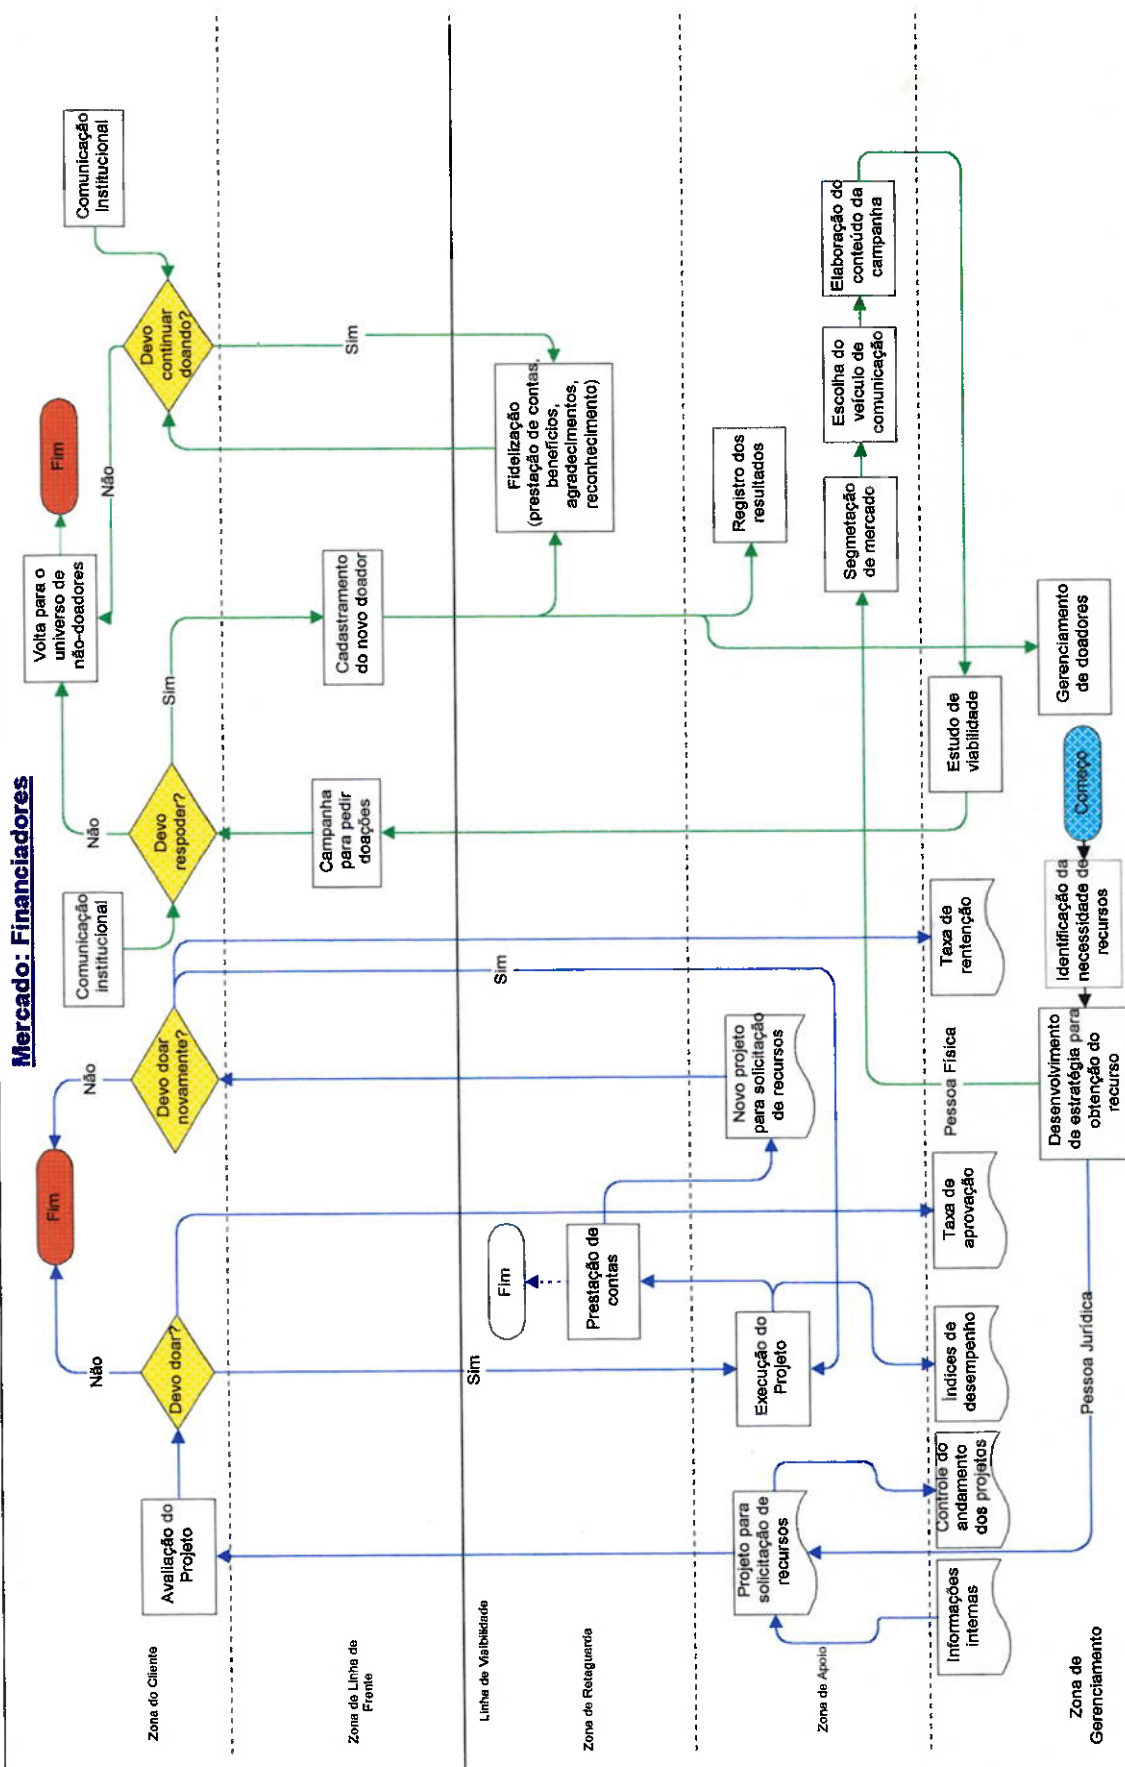 Mercado: Financiadores
Zona do Cliente
Avaliação do
Projeto
Devo doar?
Não
Fim
Devo doar
novamente?
Não
Comunicação
institucional
Devo
respoder?
Não
Sim
Volta para o
universo de
não-doadores
Fim
Não
Devo
continuar
doando?
Comunicação
Institucional
Zona de Linha de
Frente
Campanha
para pedir
doações
Cadastramento
do novo doador
Sim
Linha de Visibilidade
Sim
Fim
Sim
Zona de Retaguarda
Prestação de
contas
Fidelização
(prestação de contas,
benefícios,
agradecimentos,
reconhecimento)
Zona de Apoio
Projeto para
solicitação de
recursos
Execução do
Projeto
Novo projeto
para solicitação
de recursos
Registro dos
resultados
Segmetação
de mercado
Escolha do
veículo de
comunicação
Elaboração do
conteúdo da
campanha
Informações
internas
Controle do
andamento
dos projetos
Índices de
desempenho
Taxa de
aprovação
Pessoa Física
Taxa de
rentenção
Estudo de
viabilidade
Zona de
Gerenciamento
Pessoa Jurídica
Desenvolvimento
de estratégia para
obtenção do
recurso
Identificação da
necessidade de
recursos
Começo
Gerenciamento
de doadores